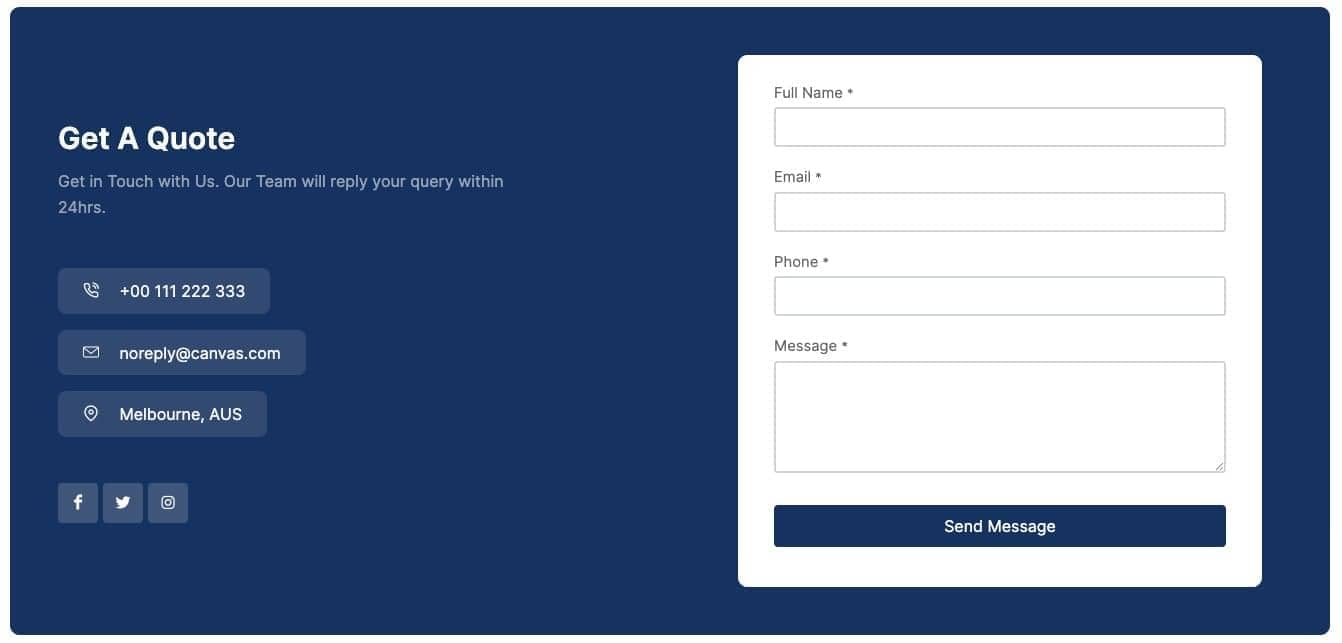 Get A Quote
Get in Touch with Us. Our Team will reply your query within
24hrs.
+00 111 222 333
noreply@canvas.com
Melbourne, AUS
Full Name *
Email *
Phone *
Message *
Send Message